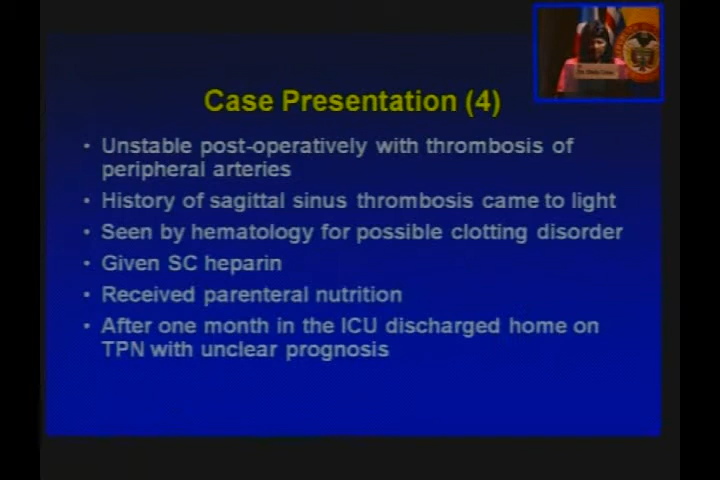 Case Presentation (4)
• Unstable post-operatively with thrombosis of
peripheral arteries
• History of sagittal sinus thrombosis came to light
• Seen by hematology for possible clotting disorder
• Given SC heparin
• Received parenteral nutrition
• After one month in the ICU discharged home on
TPN with unclear prognosis